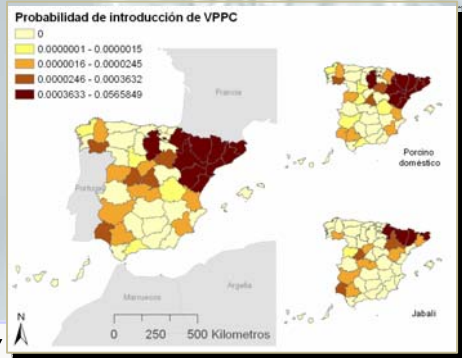 Probabilidad de introducción de VPPC
0
0.0000001 - 0.0000015
0.0000016 - 0.0000245
0.0000246 - 0.0003632
0.0003633 - 0.0565849
Francia
Portugal
Porcino
doméstico
Marruecos
Argelia
Jabalí
N
0 250 500 Kilometros